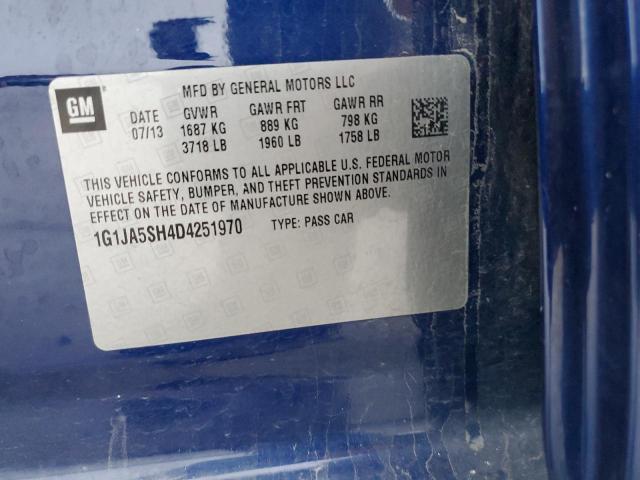 GM
MFD BY GENERAL MOTORS LLC
DATE GVWR GAWR FRT GAWR RR
07/13 1687 KG 889 KG 798 KG
3718 LB 1960 LB 1758 LB
THIS VEHICLE CONFORMS TO ALL APPLICABLE U.S. FEDERAL MOTOR
VEHICLE SAFETY, BUMPER, AND THEFT PREVENTION STANDARDS IN
EFFECT ON THE DATE OF MANUFACTURE SHOWN ABOVE.
1G1JA5SH4D4251970 TYPE: PASS CAR